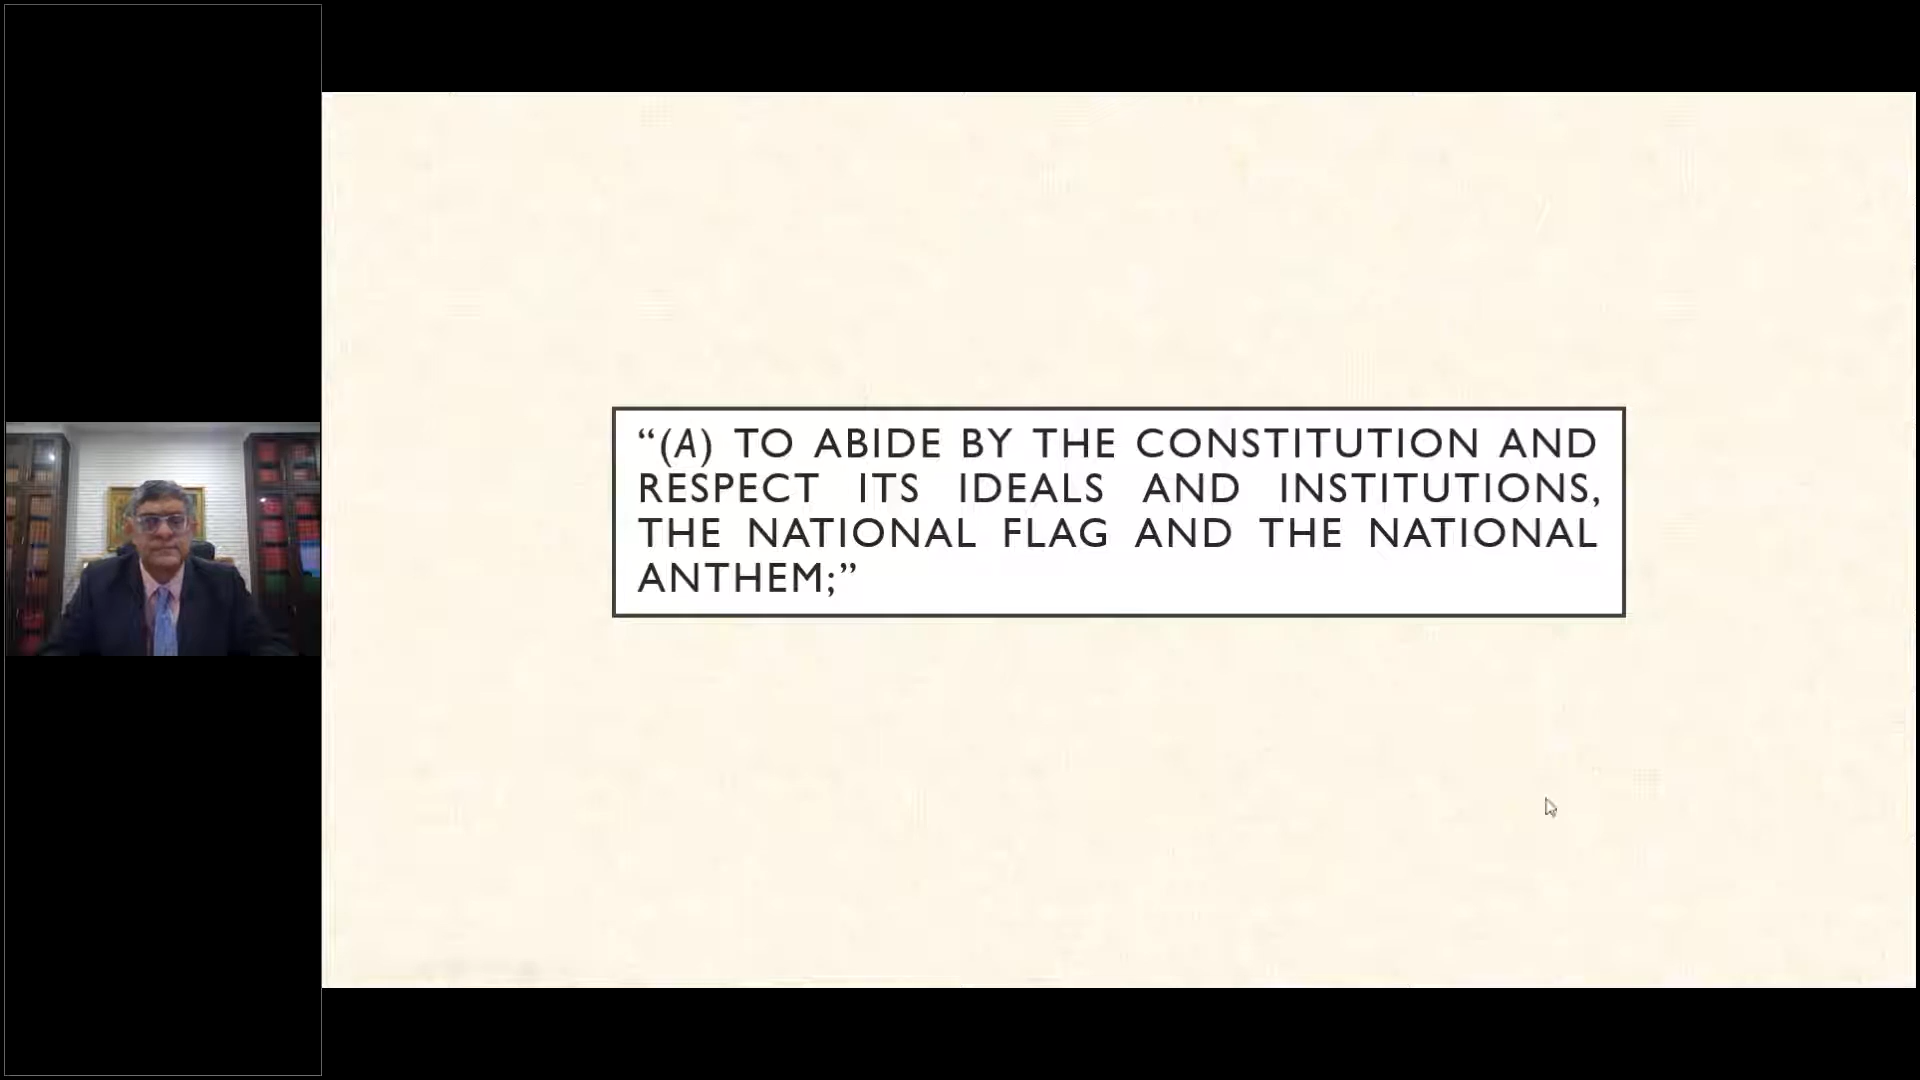 “(A) TO ABIDE BY THE CONSTITUTION AND
RESPECT ITS IDEALS AND INSTITUTIONS,
THE NATIONAL FLAG AND THE NATIONAL
ANTHEM;”